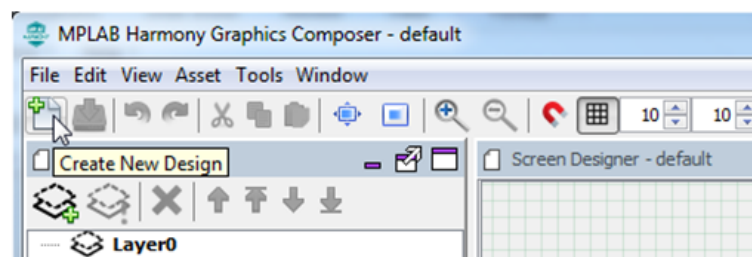 MPLAB Harmony Graphics Composer - default
File Edit View Asset Tools Window
10 10
Create New Design
Screen Designer - default
Layer0